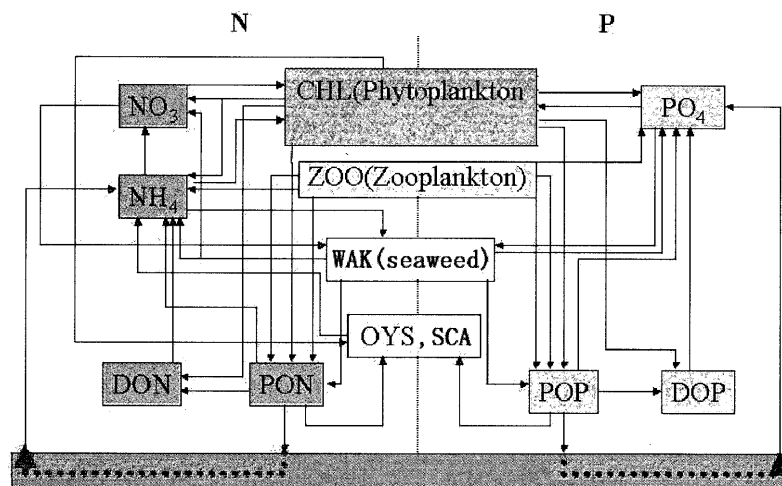 N P
CHL(Phytoplankton
NO₃
PO₄
ZOO(Zooplankton)
NH₄
WAK(seaweed)
OYS,SCA
DON
PON
POP
DOP